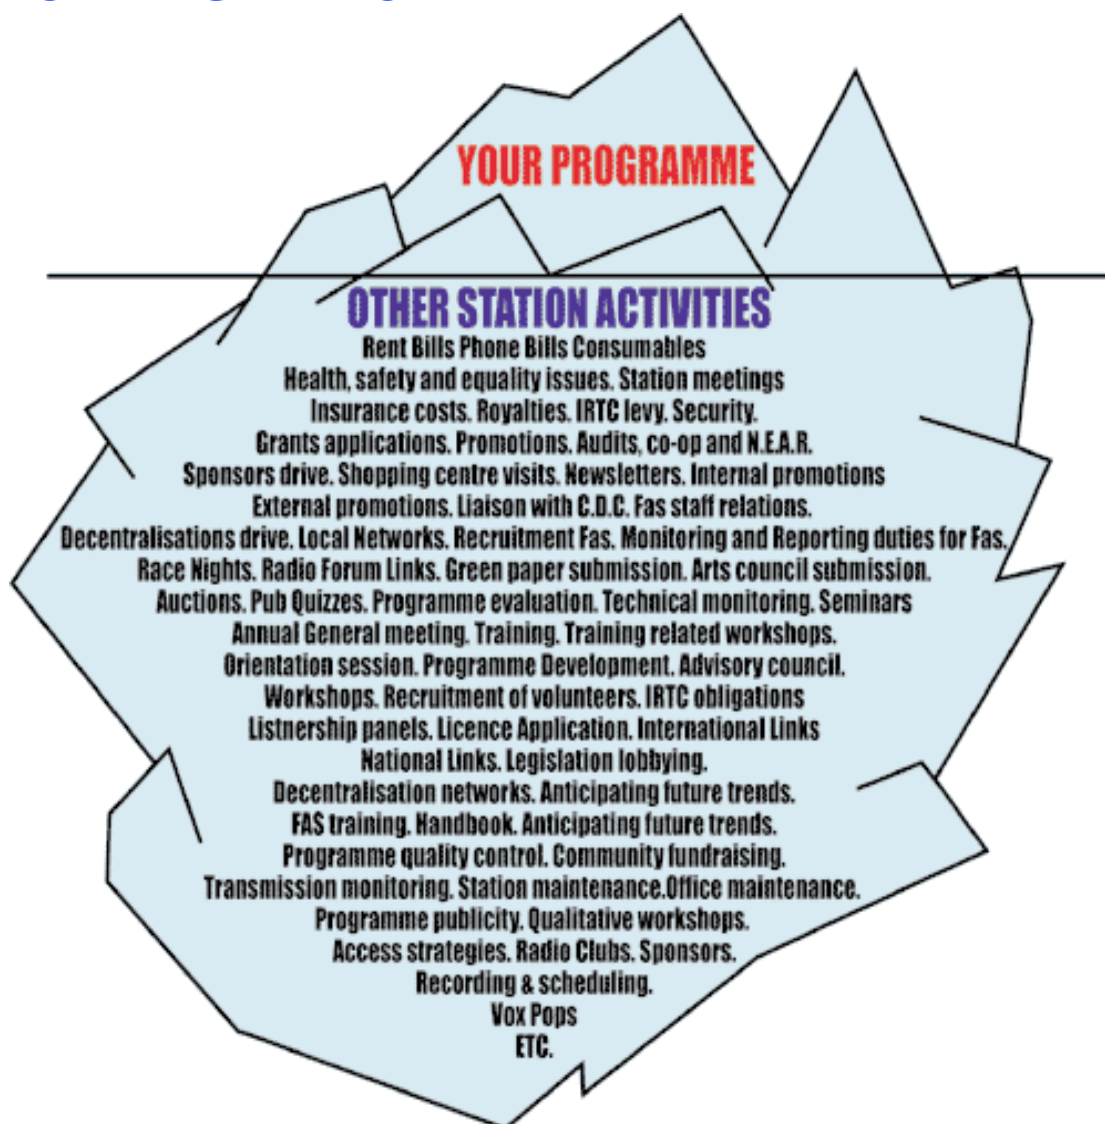 YOUR PROGRAMME
OTHER STATION ACTIVITIES
Rent Bills Phone Bills Consumables
Health, safety and equality issues. Station meetings
Insurance costs. Royalties. IRTC levy. Security.
Grants applications. Promotions. Audits, co-op and N.E.A.R.
Sponsors drive. Shopping centre visits. Newsletters. Internal promotions
External promotions. Liaison with C.D.C. Fas staff relations.
Decentralisations drive. Local Networks. Recruitment Fas. Monitoring and Reporting duties for Fas.
Race Nights. Radio Forum Links. Green paper submission. Arts council submission.
Auctions. Pub Quizzes. Programme evaluation. Technical monitoring. Seminars
Annual General meeting. Training. Training related workshops.
Orientation session. Programme Development. Advisory council.
Workshops. Recruitment of volunteers. IRTC obligations
Listnership panels. Licence Application. International Links
National Links. Legislation lobbying.
Decentralisation networks. Anticipating future trends.
FAS training. Handbook. Anticipating future trends.
Programme quality control. Community fundraising.
Transmission monitoring. Station maintenance.Office maintenance.
Programme publicity. Qualitative workshops.
Access strategies. Radio Clubs. Sponsors.
Recording & scheduling.
Vox Pops
ETC.